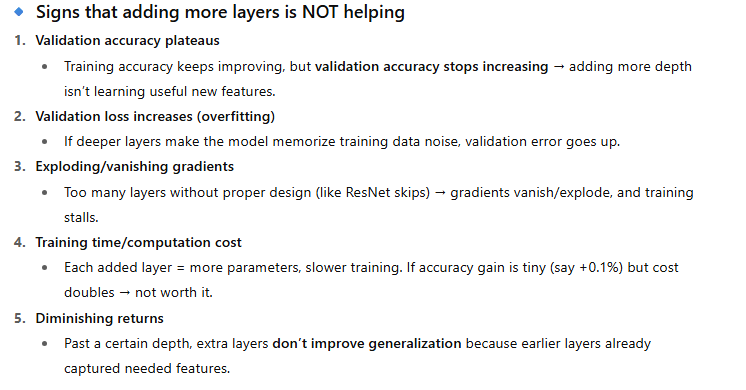 Signs that adding more layers is NOT helping
1. Validation accuracy plateaus
• Training accuracy keeps improving, but validation accuracy stops increasing → adding more depth
isn't learning useful new features.
2. Validation loss increases (overfitting)
• If deeper layers make the model memorize training data noise, validation error goes up.
3. Exploding/vanishing gradients
• Too many layers without proper design (like ResNet skips) → gradients vanish/explode, and training
stalls.
4. Training time/computation cost
• Each added layer = more parameters, slower training. If accuracy gain is tiny (say +0.1%) but cost
doubles → not worth it.
5. Diminishing returns
• Past a certain depth, extra layers don't improve generalization because earlier layers already
captured needed features.